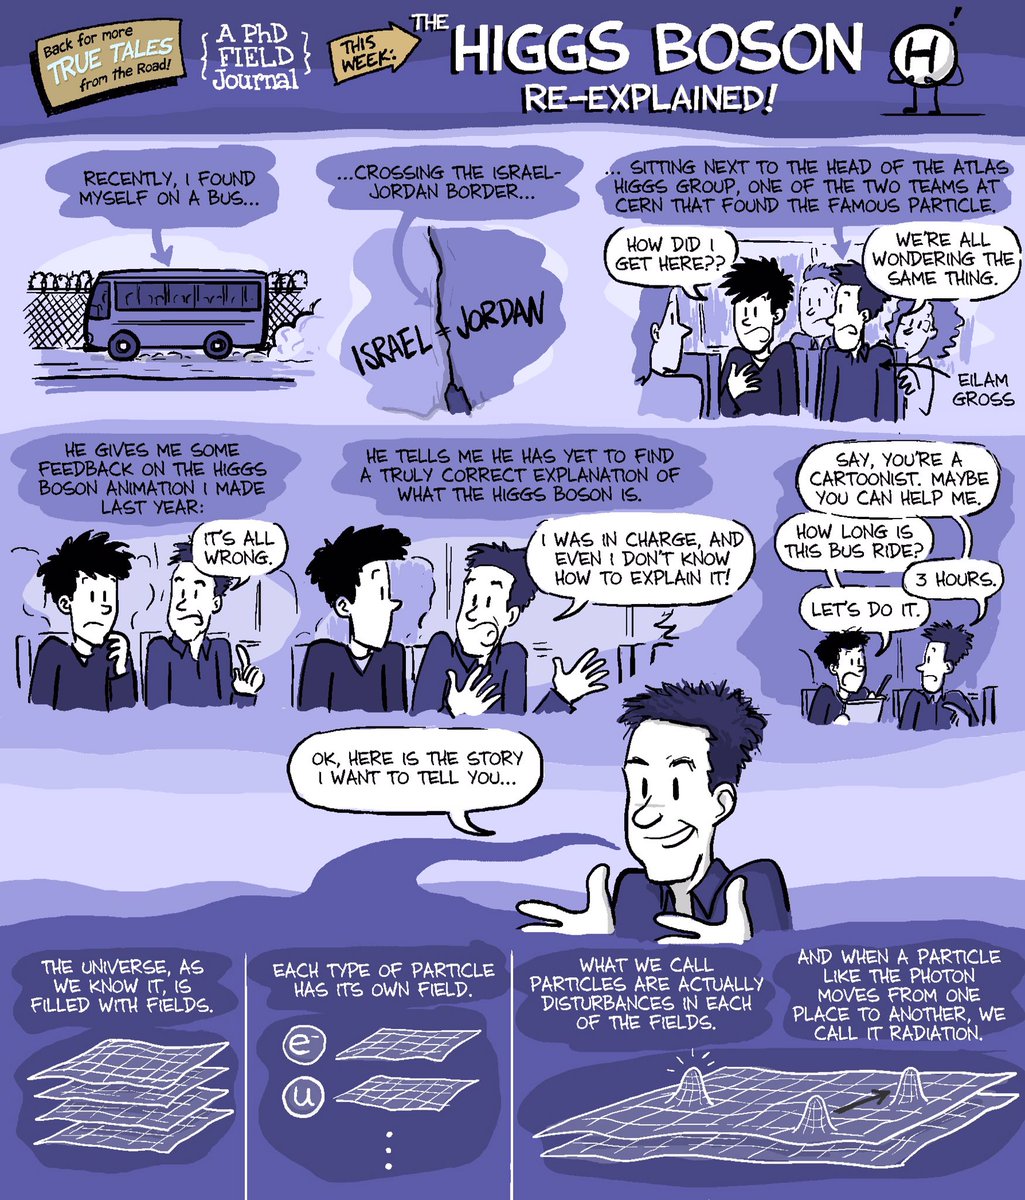 Back for more
TRUE TALES
from the Road!
A PhD
FIELD
Journal
THIS
WEEK:
THE
HIGGS BOSON
RE-EXPLAINED!
!
H
RECENTLY, I FOUND
MYSELF ON A BUS...
...CROSSING THE ISRAEL-
JORDAN BORDER...
ISRAEL
JORDAN
... SITTING NEXT TO THE HEAD OF THE ATLAS
HIGGS GROUP, ONE OF THE TWO TEAMS AT
CERN THAT FOUND THE FAMOUS PARTICLE.
HOW DID I
GET HERE??
WE'RE ALL
WONDERING THE
SAME THING.
EILAM
GROSS
HE GIVES ME SOME
FEEDBACK ON THE HIGGS
BOSON ANIMATION I MADE
LAST YEAR:
IT'S ALL
WRONG.
HE TELLS ME HE HAS YET TO FIND
A TRULY CORRECT EXPLANATION OF
WHAT THE HIGGS BOSON IS.
I WAS IN CHARGE, AND
EVEN I DON'T KNOW
HOW TO EXPLAIN IT!
SAY, YOU'RE A
CARTOONIST. MAYBE
YOU CAN HELP ME.
HOW LONG IS
THIS BUS RIDE?
3 HOURS.
LET'S DO IT.
OK, HERE IS THE STORY
I WANT TO TELL YOU...
THE UNIVERSE, AS
WE KNOW IT, IS
FILLED WITH FIELDS.
EACH TYPE OF PARTICLE
HAS ITS OWN FIELD.
e-
u
WHAT WE CALL
PARTICLES ARE ACTUALLY
DISTURBANCES IN EACH
OF THE FIELDS.
AND WHEN A PARTICLE
LIKE THE PHOTON
MOVES FROM ONE
PLACE TO ANOTHER, WE
CALL IT RADIATION.